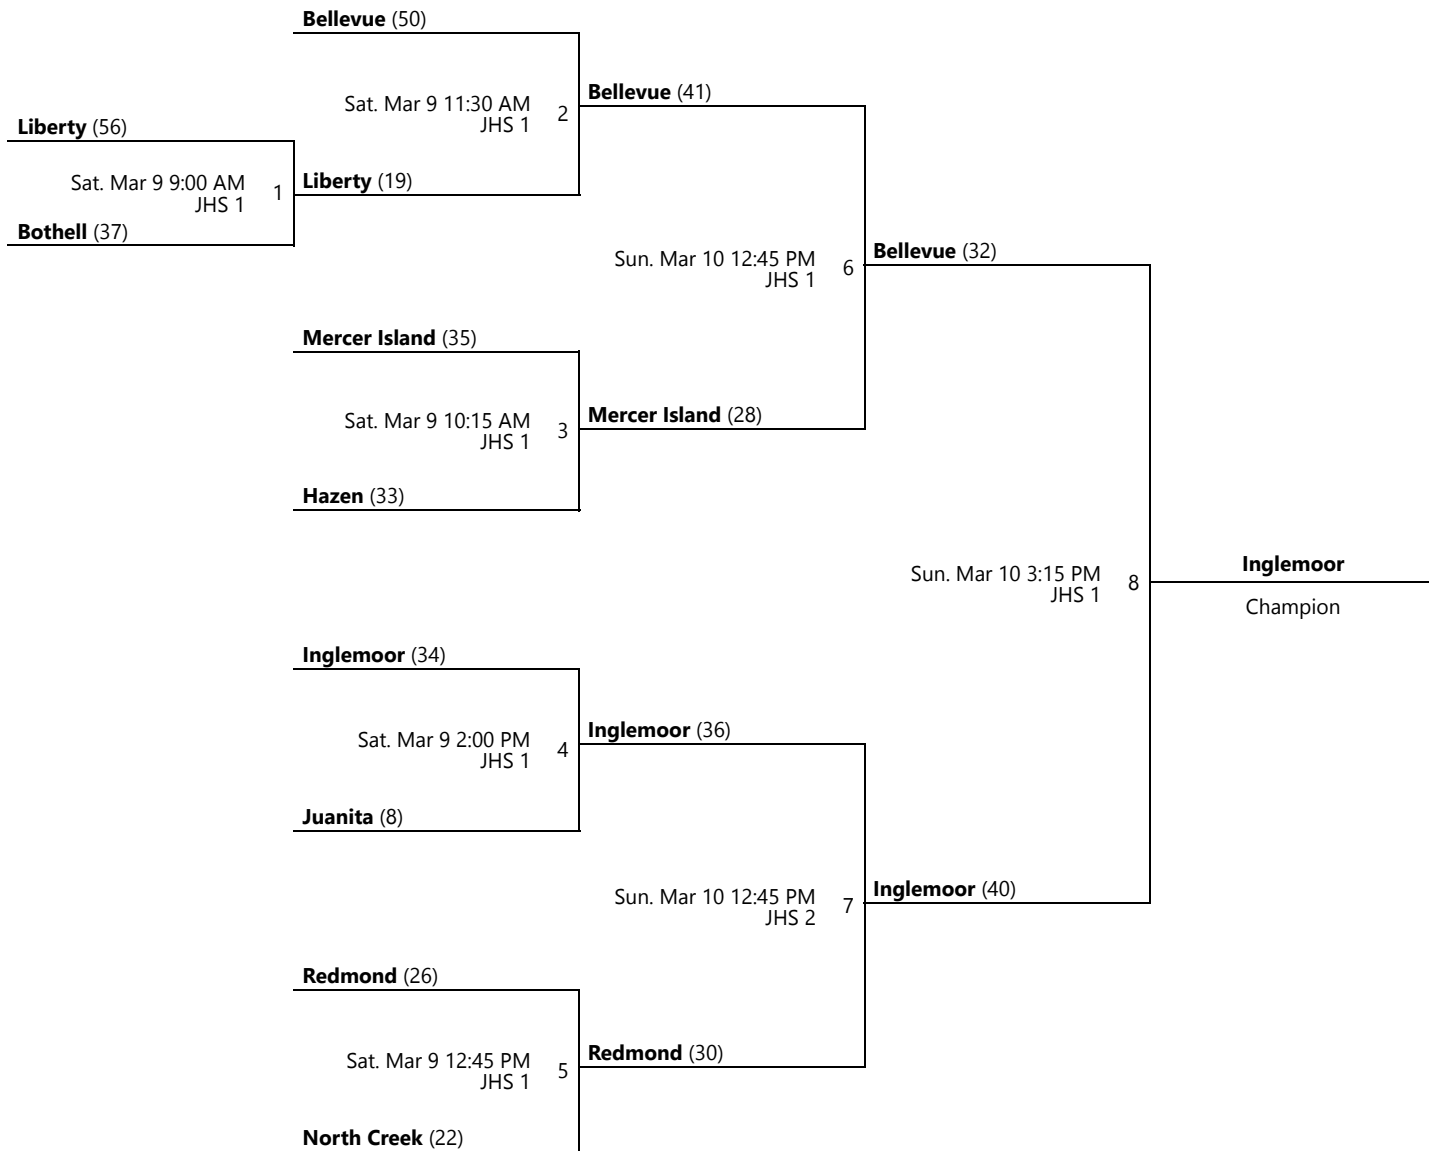 Bellevue (50)
Sat. Mar 9 11:30 AM
JHS 1
2
Bellevue (41)
Liberty (56)
Sat. Mar 9 9:00 AM
JHS 1
1
Liberty (19)
Bothell (37)
Sun. Mar 10 12:45 PM
JHS 1
6
Bellevue (32)
Mercer Island (35)
Sat. Mar 9 10:15 AM
JHS 1
3
Mercer Island (28)
Hazen (33)
Sun. Mar 10 3:15 PM
JHS 1
8
Inglemoor
Champion
Inglemoor (34)
Sat. Mar 9 2:00 PM
JHS 1
4
Inglemoor (36)
Juanita (8)
Sun. Mar 10 12:45 PM
JHS 2
7
Inglemoor (40)
Redmond (26)
Sat. Mar 9 12:45 PM
JHS 1
5
Redmond (30)
North Creek (22)